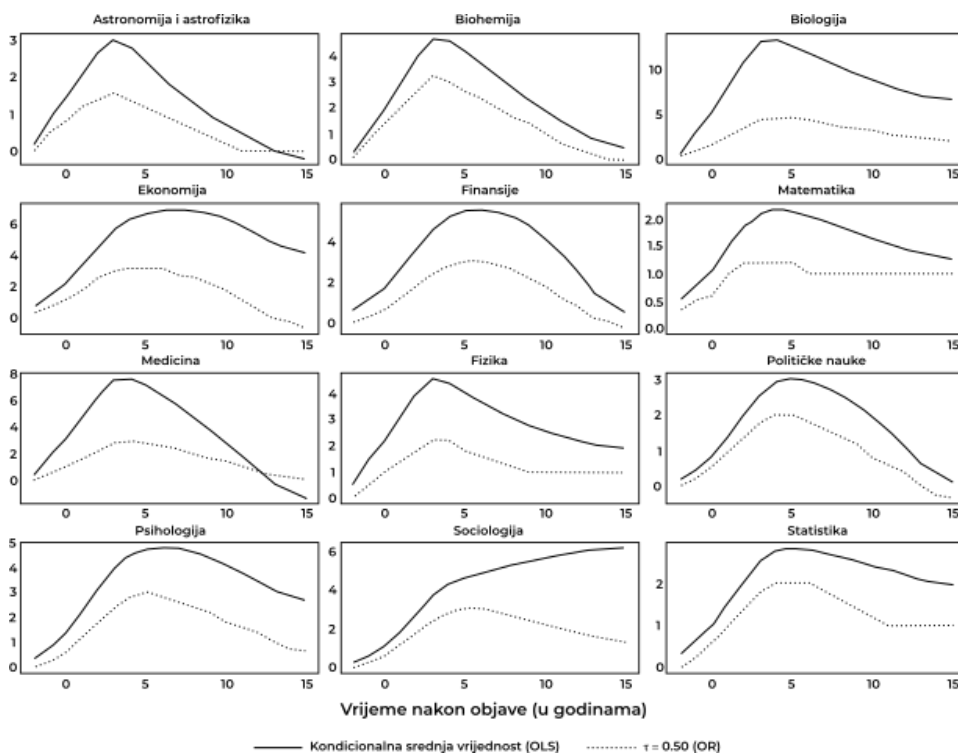 Astronomija i astrofizika
Biohemija
Biologija
3
2
1
0
4
3
2
1
0
10
5
0
0 5 10 15
0 5 10 15
0 5 10 15
Ekonomija
Finansije
Matematika
6
4
2
0
4
2
0
2.0
1.5
1.0
0.5
0.0
0 5 10 15
0 5 10 15
0 5 10 15
Medicina
Fizika
Političke nauke
8
6
4
2
0
4
3
2
1
0
3
2
1
0
0 5 10 15
0 5 10 15
0 5 10 15
Psihologija
Sociologija
Statistika
5
4
3
2
1
0
6
4
2
0
2
1
0
0 5 10 15
0 5 10 15
0 5 10 15
Vrijeme nakon objave (u godinama)
Kondicionalna srednja vrijednost (OLS)
τ = 0.50 (OR)